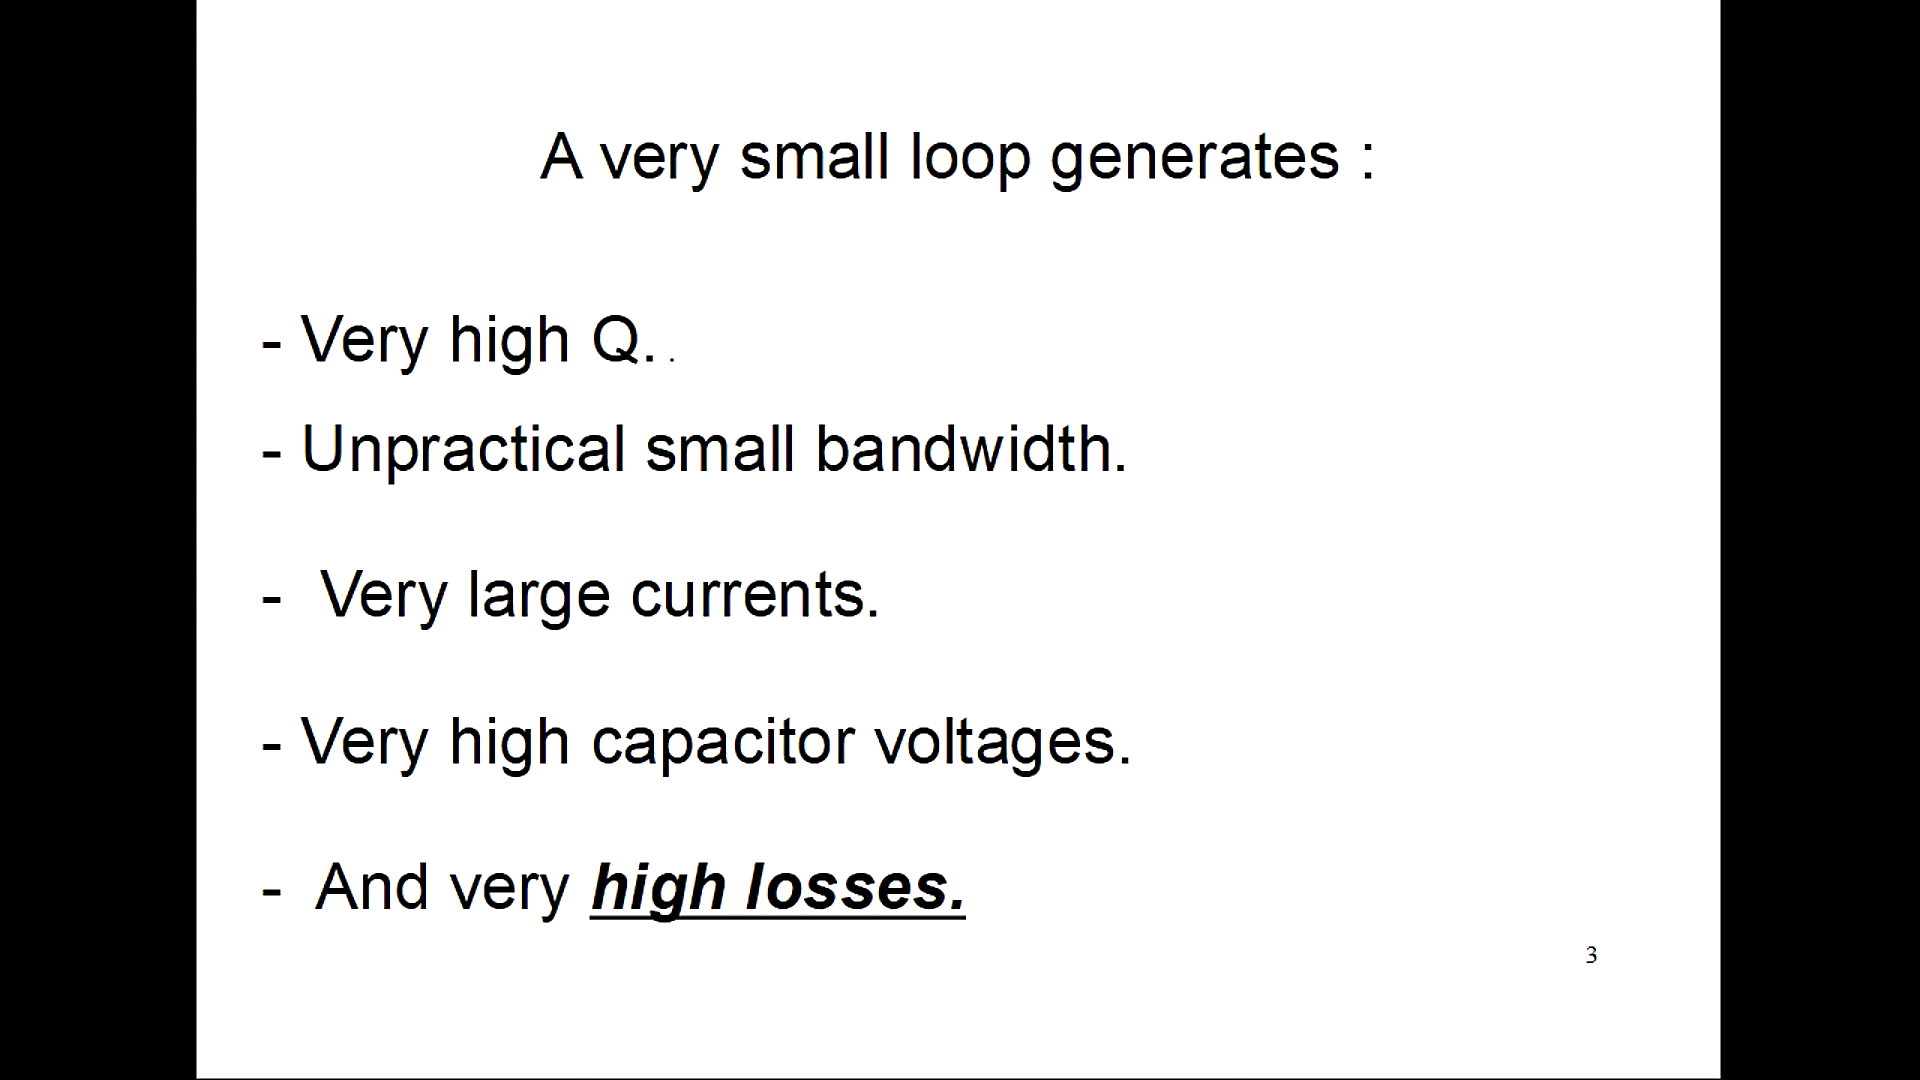 A very small loop generates :
- Very high Q. .
- Unpractical small bandwidth.
- Very large currents.
- Very high capacitor voltages.
- And very high losses.
3